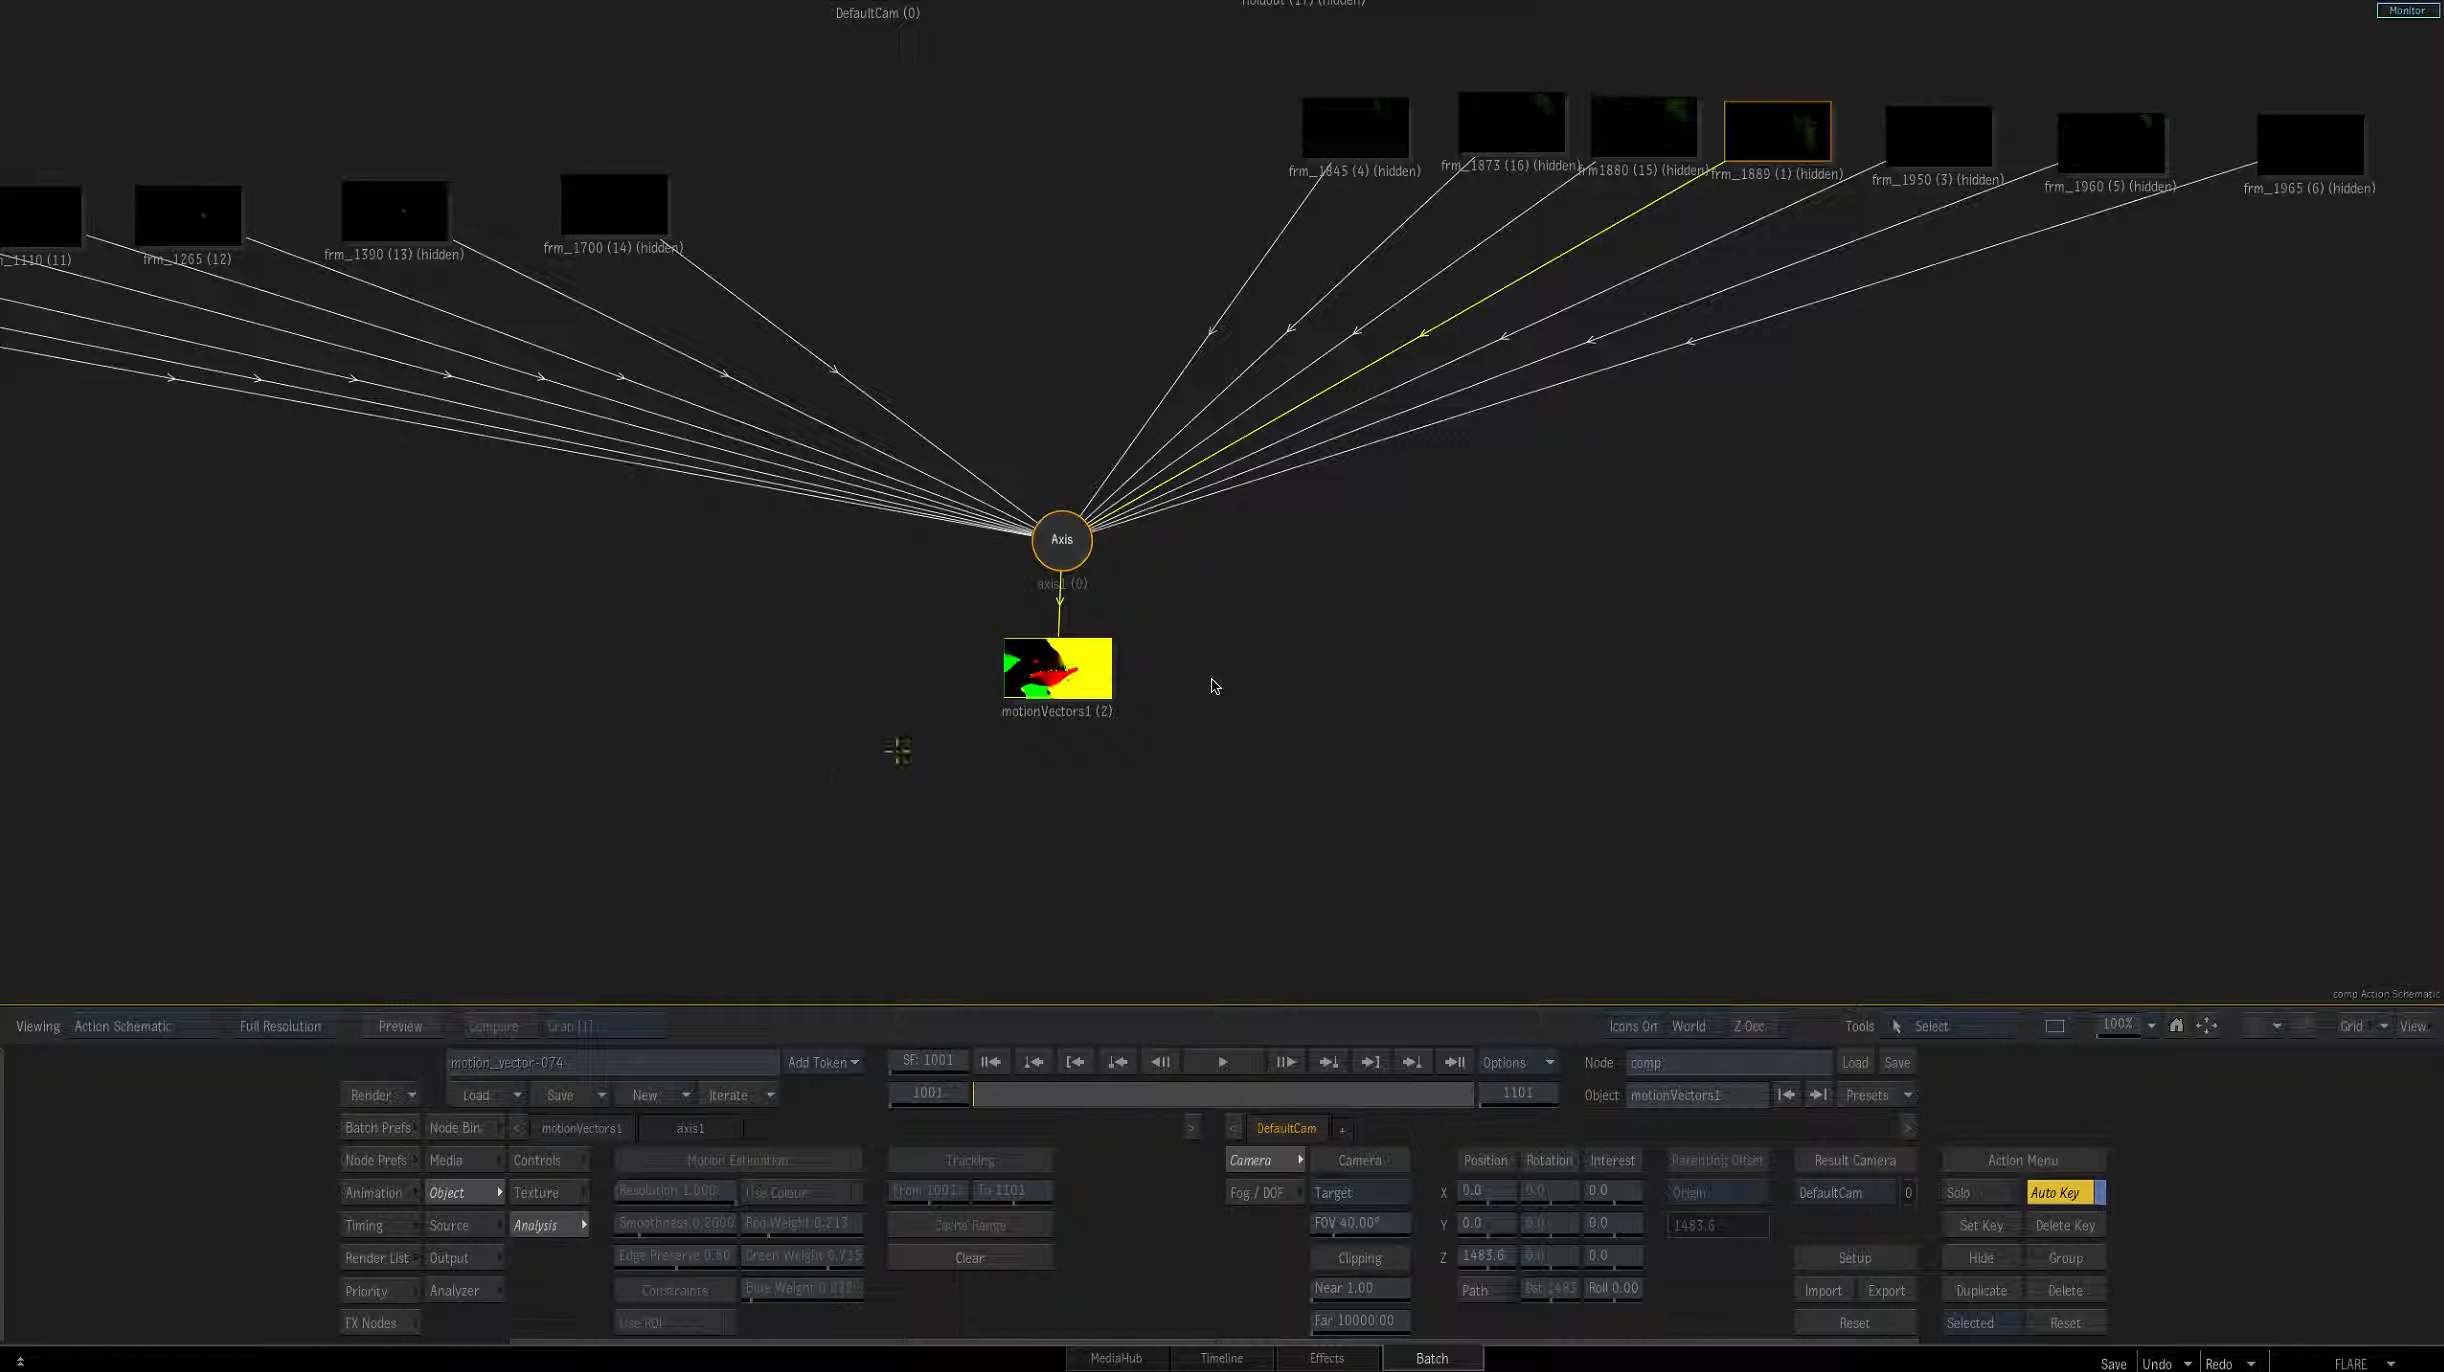 DefaultCam (0)
Monitor
frm_1845 (4) (hidden)
frm_1873 (16) (hidden)
frm1880 (15) (hidden)
frm_1889 (1) (hidden)
frm_1950 (3) (hidden)
frm_1960 (5) (hidden)
frm_1965 (6) (hidden)
_1110 (11)
frm_1265 (12)
frm_1390 (13) (hidden)
frm_1700 (14) (hidden)
Axis
axis1 (0)
motionVectors1 (2)
comp Action Schematic
Viewing Action Schematic Full Resolution Preview Compare Grap [1] Icons On World Z Occ Tools Select 100% Grid View
motion_vector-074 Add Token SF: 1001 Options Node comp Load Save
Render Load Save New Iterate 1001 1101 Object motionVectors1 Presets
Batch Prefs Node Bin < motionVectors1 axis1 > < DefaultCam + >
Node Prefs Media Controls Motion Estimation Tracking Camera Camera Position Rotation Interest Parenting Offset Result Camera Action Menu
Animation Object Texture Resolution 1.000 Use Colour From 1001 To 1101 Fog / DOF Target X 0.0 0.0 0.0 Origin DefaultCam 0 Solo Auto Key
Timing Source Analysis Smoothness 0.2000 Red Weight 0.213 Cache Range FOV 40.00° Y 0.0 0.0 0.0 1483.6 Set Key Delete Key
Render List Output Edge Preserve 0.50 Green Weight 0.715 Clear Clipping Z 1483.6 0.0 0.0 Setup Hide Group
Priority Analyzer Constraints Blue Weight 0.072 Near 1.00 Path Dst 1483 Roll 0.00 Import Export Duplicate Delete
FX Nodes Use ROI Far 10000.00 Reset Selected Reset
MediaHub Timeline Effects Batch Save Undo Redo FLARE